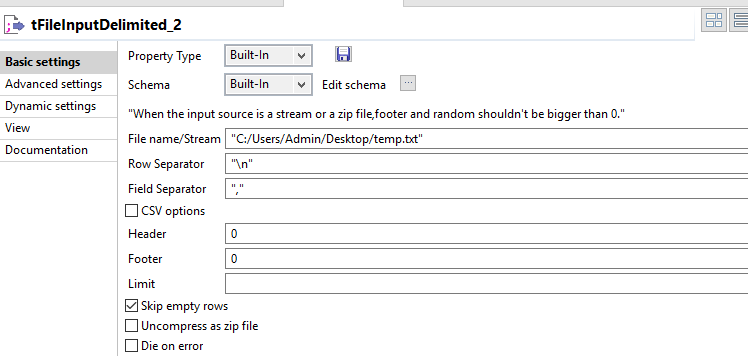 tFileInputDelimited_2
Basic settings
Advanced settings
Dynamic settings
View
Documentation
Property Type Built-In
Schema Built-In Edit schema ...
"When the input source is a stream or a zip file,footer and random shouldn't be bigger than 0."
File name/Stream "C:/Users/Admin/Desktop/temp.txt"
Row Separator "\n"
Field Separator ","
CSV options
Header 0
Footer 0
Limit
Skip empty rows
Uncompress as zip file
Die on error